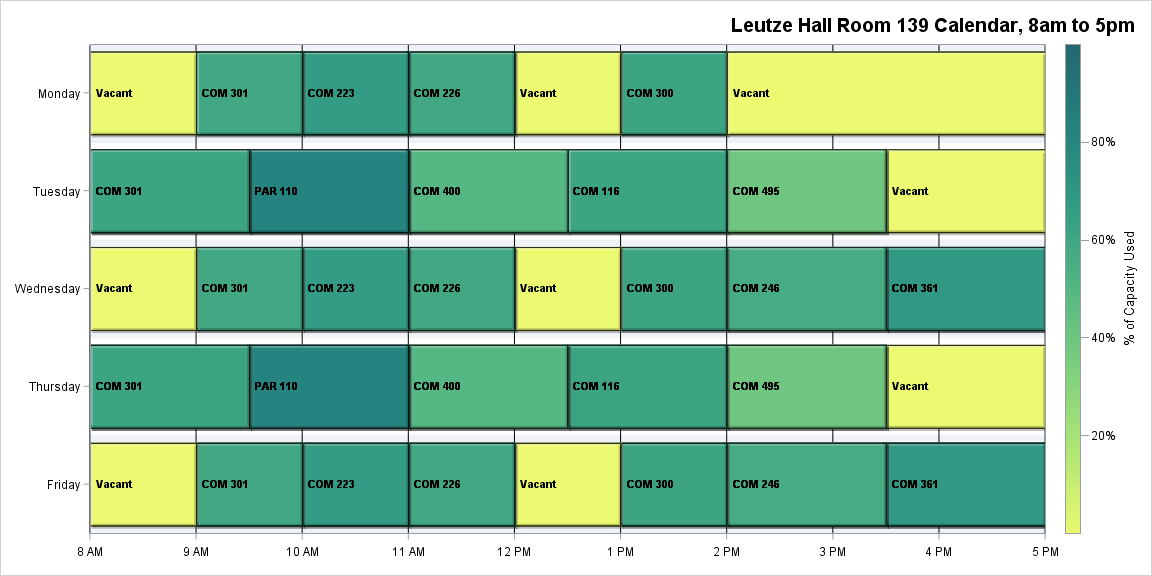 Leutze Hall Room 139 Calendar, 8am to 5pm
Monday
Vacant
COM 301
COM 223
COM 226
Vacant
COM 300
Vacant
Tuesday
COM 301
PAR 110
COM 400
COM 116
COM 495
Vacant
Wednesday
Vacant
COM 301
COM 223
COM 226
Vacant
COM 300
COM 246
COM 361
Thursday
COM 301
PAR 110
COM 400
COM 116
COM 495
Vacant
Friday
Vacant
COM 301
COM 223
COM 226
Vacant
COM 300
COM 246
COM 361
8 AM
9 AM
10 AM
11 AM
12 PM
1 PM
2 PM
3 PM
4 PM
5 PM
80%
60%
40%
20%
% of Capacity Used